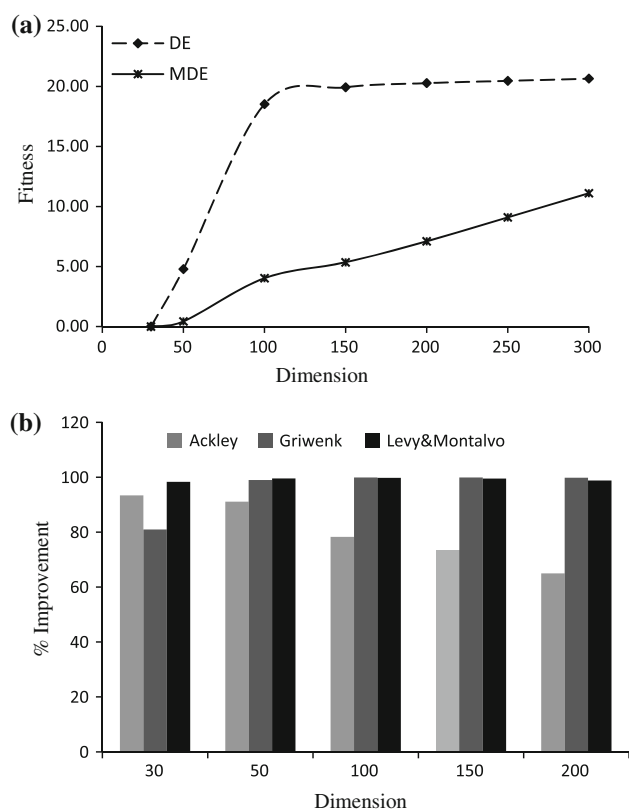 (a)
25.00
20.00
15.00
10.00
5.00
0.00
Fitness
DE
MDE
0 50 100 150 200 250 300
Dimension
(b)
120
100
80
60
40
20
0
% Improvement
Ackley Griwenk Levy&Montalvo
30 50 100 150 200
Dimension